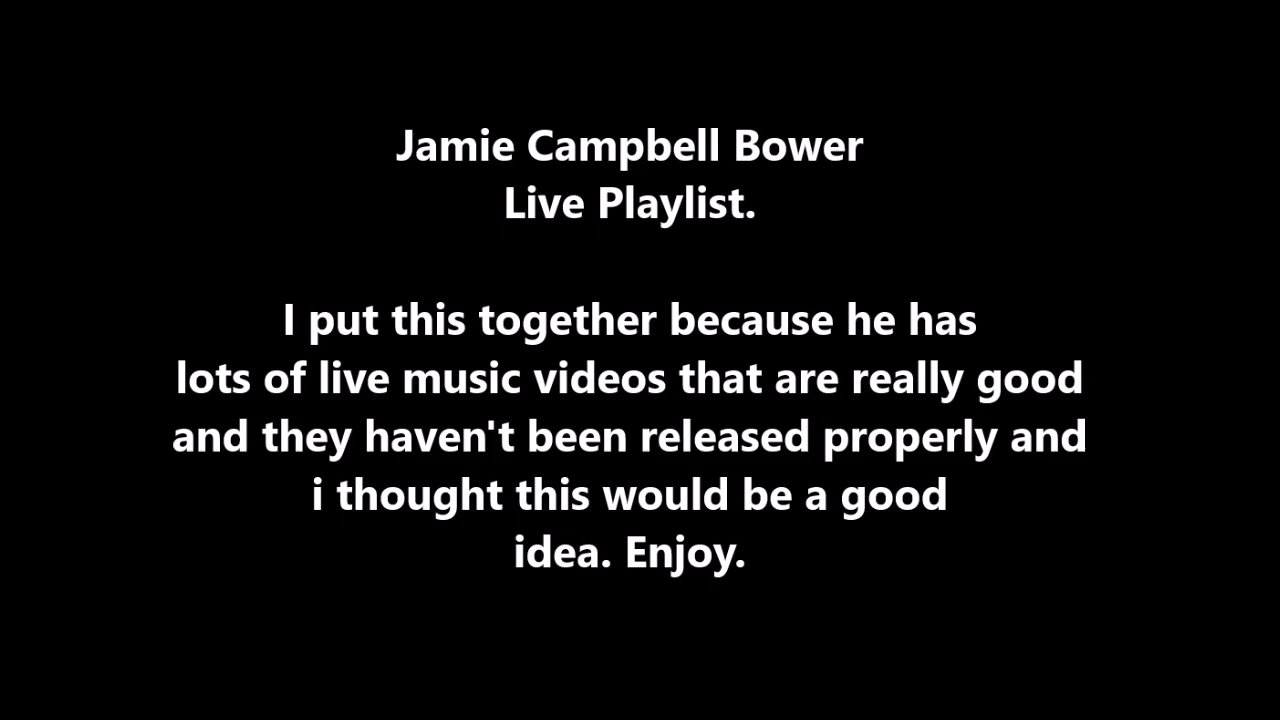 Jamie Campbell Bower
Live Playlist.
I put this together because he has
lots of live music videos that are really good
and they haven't been released properly and
i thought this would be a good
idea. Enjoy.